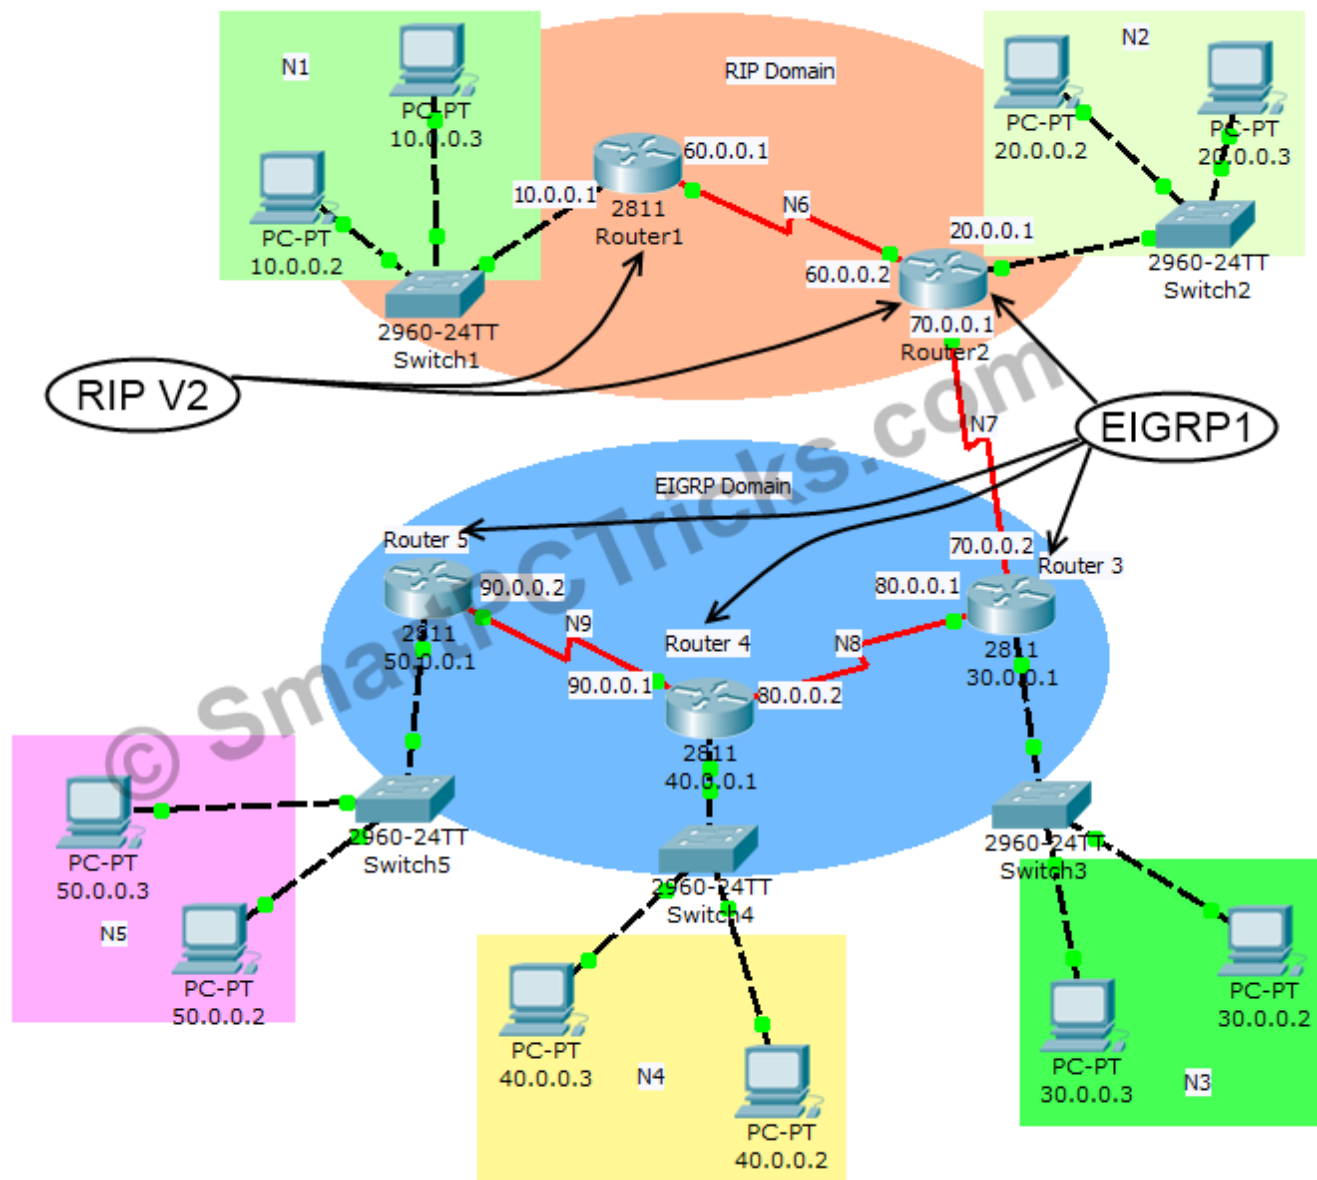 N1
PC-PT
10.0.0.3
PC-PT
10.0.0.2
2960-24TT
Switch1
10.0.0.1
RIP Domain
60.0.0.1
2811
Router1
N6
60.0.0.2
20.0.0.1
70.0.0.1
Router2
N2
PC-PT
20.0.0.2
PC-PT
20.0.0.3
2960-24TT
Switch2
RIP V2
EIGRP1
N7
EIGRP Domain
Router 5
90.0.0.2
2811
50.0.0.1
N9
90.0.0.1
Router 4
80.0.0.2
2811
40.0.0.1
N8
80.0.0.1
70.0.0.2
Router 3
2811
30.0.0.1
© SmartPCTricks.com
2960-24TT
Switch5
PC-PT
50.0.0.3
N5
PC-PT
50.0.0.2
2960-24TT
Switch4
PC-PT
40.0.0.3
N4
PC-PT
40.0.0.2
2960-24TT
Switch3
PC-PT
30.0.0.2
PC-PT
30.0.0.3
N3